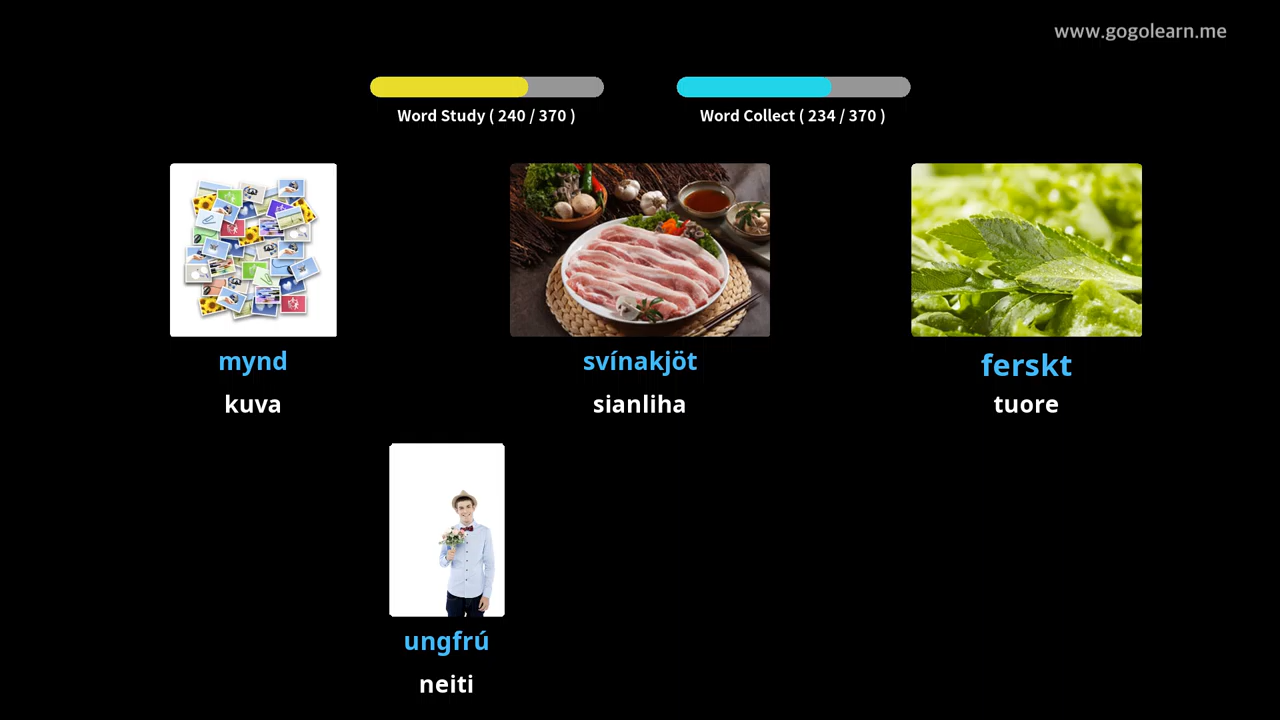 www.gogolearn.me
Word Study ( 240 / 370 )
Word Collect ( 234 / 370 )
mynd
kuva
svínakjöt
sianliha
ferskt
tuore
ungfrú
neiti